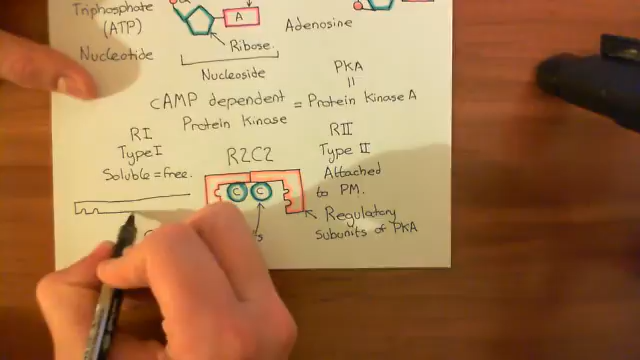 Triphosphate
(ATP)
Nucleotide
A
Ribose.
Nucleoside
Adenosine
PKA
=
cAMP dependent
Protein Kinase
= Protein Kinase A
RI
Type I
Soluble = free.
R2C2
C C
RII
Type II
Attached
to PM.
Regulatory
Subunits of PKA